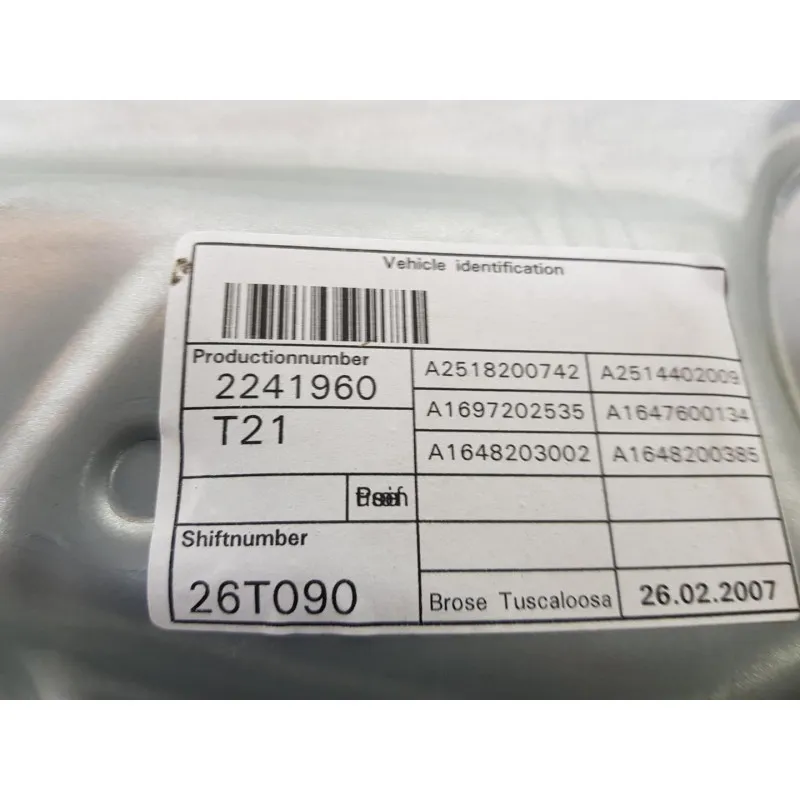 Vehicle identification
Productionnumber
2241960
T21
A2518200742 A2514402009
A1697202535 A1647600134
A1648203002 A1648200385
Shiftnumber
26T090
Brose Tuscaloosa 26.02.2007